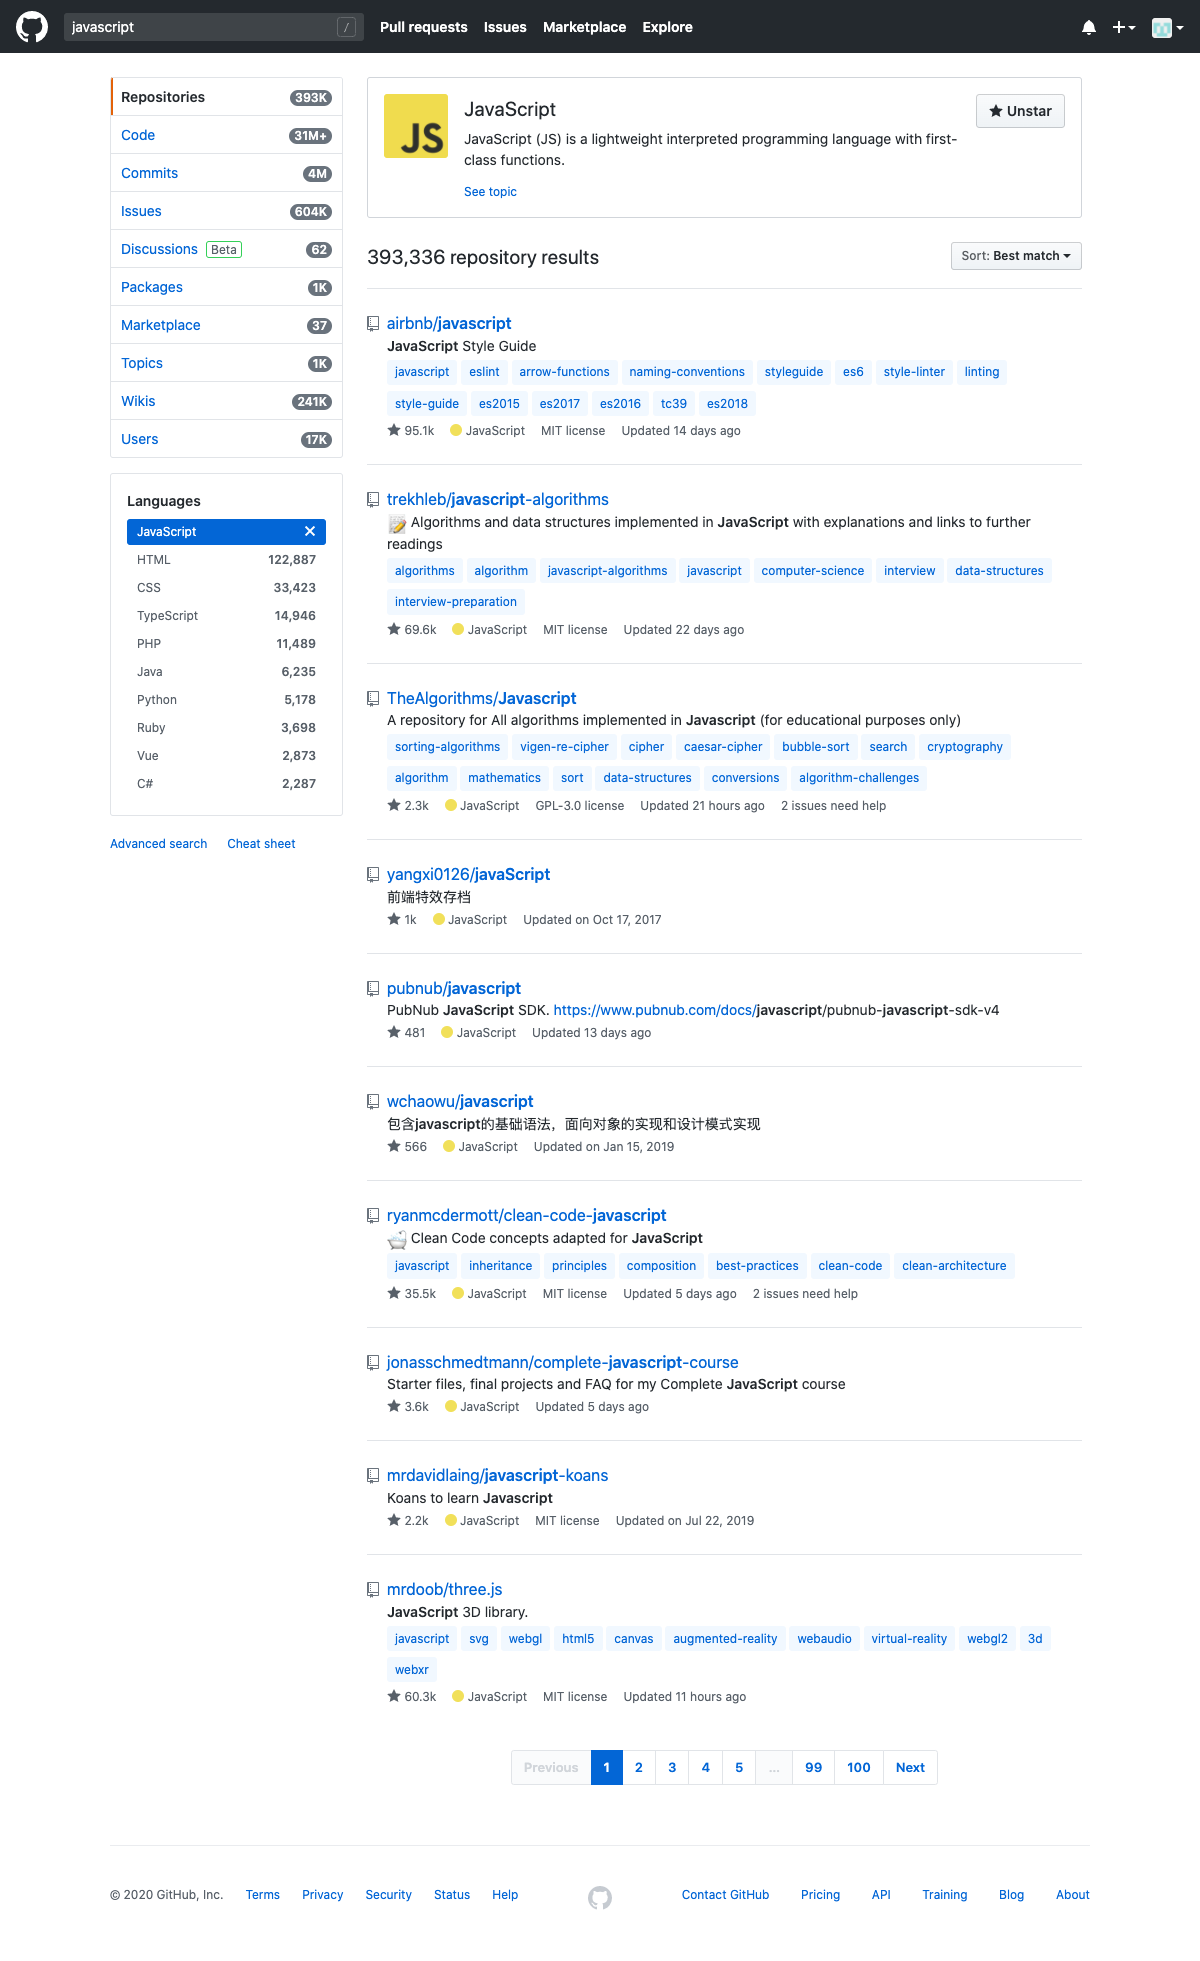 javascript
/
Pull requests Issues Marketplace Explore
Repositories 393K
Code 31M+
Commits 4M
Issues 604K
Discussions Beta 62
Packages 1K
Marketplace 37
Topics 1K
Wikis 241K
Users 17K
Languages
JavaScript
HTML 122,887
CSS 33,423
TypeScript 14,946
PHP 11,489
Java 6,235
Python 5,178
Ruby 3,698
Vue 2,873
C# 2,287
Advanced search Cheat sheet
JS
JavaScript
Unstar
JavaScript (JS) is a lightweight interpreted programming language with first-
class functions.
See topic
393,336 repository results
Sort: Best match
airbnb/javascript
JavaScript Style Guide
javascript eslint arrow-functions naming-conventions styleguide es6 style-linter linting
style-guide es2015 es2017 es2016 tc39 es2018
95.1k JavaScript MIT license Updated 14 days ago
trekhleb/javascript-algorithms
Algorithms and data structures implemented in JavaScript with explanations and links to further
readings
algorithms algorithm javascript-algorithms javascript computer-science interview data-structures
interview-preparation
69.6k JavaScript MIT license Updated 22 days ago
TheAlgorithms/Javascript
A repository for All algorithms implemented in Javascript (for educational purposes only)
sorting-algorithms vigen-re-cipher cipher caesar-cipher bubble-sort search cryptography
algorithm mathematics sort data-structures conversions algorithm-challenges
2.3k JavaScript GPL-3.0 license Updated 21 hours ago 2 issues need help
yangxi0126/javaScript
前端特效存档
1k JavaScript Updated on Oct 17, 2017
pubnub/javascript
PubNub JavaScript SDK. https://www.pubnub.com/docs/javascript/pubnub-javascript-sdk-v4
481 JavaScript Updated 13 days ago
wchaowu/javascript
包含javascript的基础语法，面向对象的实现和设计模式实现
566 JavaScript Updated on Jan 15, 2019
ryanmcdermott/clean-code-javascript
Clean Code concepts adapted for JavaScript
javascript inheritance principles composition best-practices clean-code clean-architecture
35.5k JavaScript MIT license Updated 5 days ago 2 issues need help
jonasschmedtmann/complete-javascript-course
Starter files, final projects and FAQ for my Complete JavaScript course
3.6k JavaScript Updated 5 days ago
mrdavidlaing/javascript-koans
Koans to learn Javascript
2.2k JavaScript MIT license Updated on Jul 22, 2019
mrdoob/three.js
JavaScript 3D library.
javascript svg webgl html5 canvas augmented-reality webaudio virtual-reality webgl2 3d
webxr
60.3k JavaScript MIT license Updated 11 hours ago
Previous 1 2 3 4 5 … 99 100 Next
© 2020 GitHub, Inc. Terms Privacy Security Status Help Contact GitHub Pricing API Training Blog About